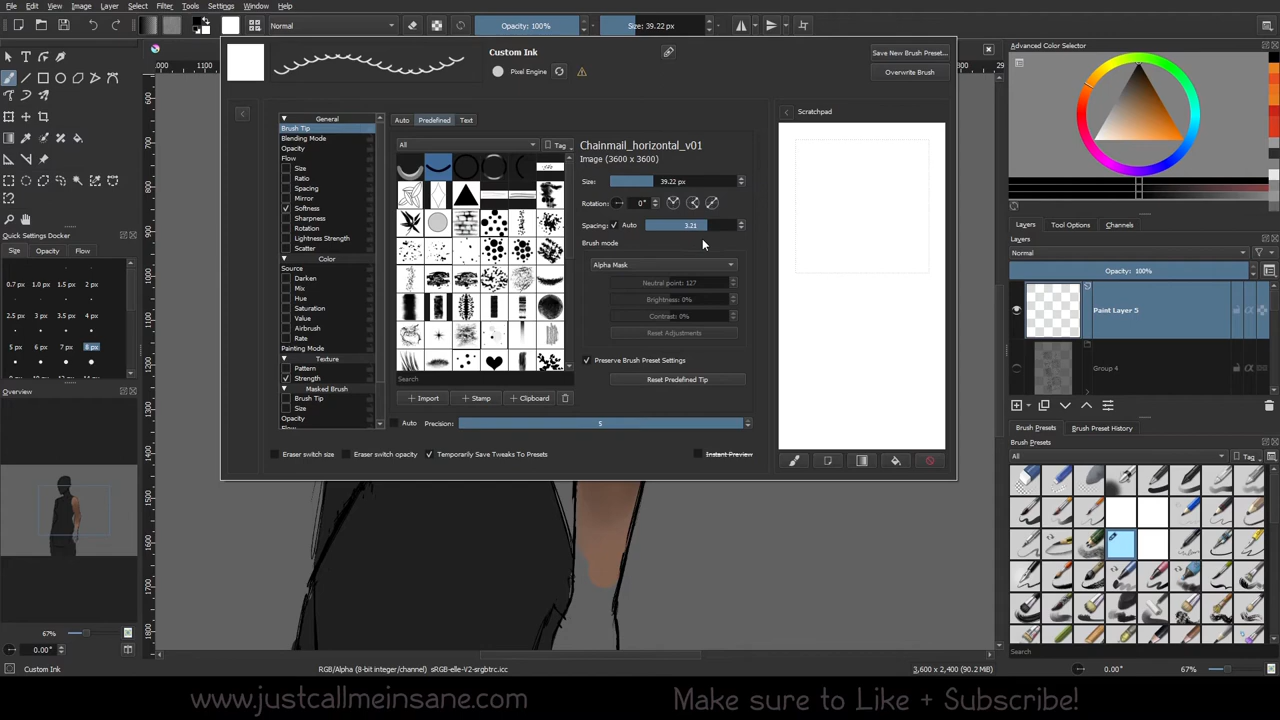 File Edit View Image Layer Select Filter Tools Settings Window Help
Normal Opacity: 100% Size: 39.22 px
Custom Ink
Pixel Engine
Save New Brush Preset...
Overwrite Brush
General
Brush Tip
Blending Mode
Opacity
Flow
Size
Ratio
Spacing
Mirror
Softness
Sharpness
Rotation
Lightness Strength
Scatter
Color
Source
Darken
Mix
Hue
Saturation
Value
Airbrush
Rate
Painting Mode
Texture
Pattern
Strength
Masked Brush
Brush Tip
Size
Opacity
Auto Predefined Text
All Tag
Search
Import Stamp Clipboard
Chainmail_horizontal_v01
Image (3600 x 3600)
Size: 39.22 px
Rotation: 0°
Spacing: Auto 3.21
Brush mode
Alpha Mask
Neutral point: 127
Brightness: 0%
Contrast: 0%
Reset Adjustments
Preserve Brush Preset Settings
Reset Predefined Tip
Auto Precision: 5
Eraser switch size Eraser switch opacity Temporarily Save Tweaks To Presets Instant Preview
Scratchpad
Quick Settings Docker
Size Opacity Flow
0.7 px 1.0 px 1.5 px 2 px
2.5 px 3 px 3.5 px 4 px
5 px 6 px 7 px 8 px
Overview
67%
0.00°
Advanced Color Selector
Layers Tool Options
Layers
Normal
Opacity: 100%
Paint Layer 5
Group 4
Brush Presets Brush Preset History
Brush Presets
All Tag
Search
Custom Ink
RGB/Alpha (8-bit integer/channel) sRGB-elle-V2-srgbtrc.icc
3,600 x 2,400 (90.2 MiB)
0.00°
67%
www.justcallmeinsane.com
Make sure to Like + Subscribe!